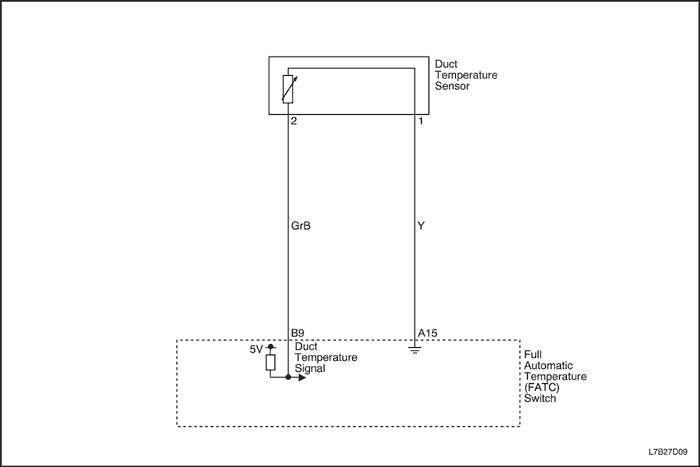 Duct
Temperature
Sensor
2
1
GrB
Y
B9
A15
5V
Duct
Temperature
Signal
Full
Automatic
Temperature
(FATC)
Switch
L7B27D09